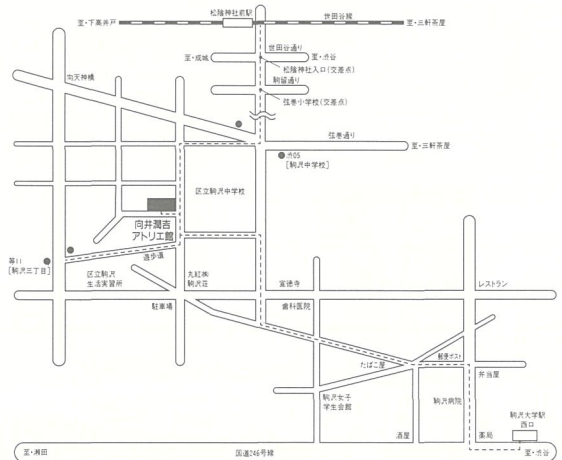 松陰神社前駅
世田谷線
至・下高井戸
至・三軒茶屋
世田谷通り
至・成城
至・渋谷
松陰神社入口(交差点)
駒留通り
弦巻小学校(交差点)
向天神橋
弦巻通り
至・三軒茶屋
渋05
[駒沢中学校]
区立駒沢中学校
向井潤吉
アトリエ館
遊歩道
等11
[駒沢三丁目]
区立駒沢
生活実習所
丸紅㈱
駒沢荘
宣徳寺
レストラン
駐車場
歯科医院
たばこ屋
郵便ポスト
弁当屋
駒沢女子
学生会館
駒沢病院
駒沢大学駅
西口
酒屋
薬局
至・瀬田
国道246号線
至・渋谷